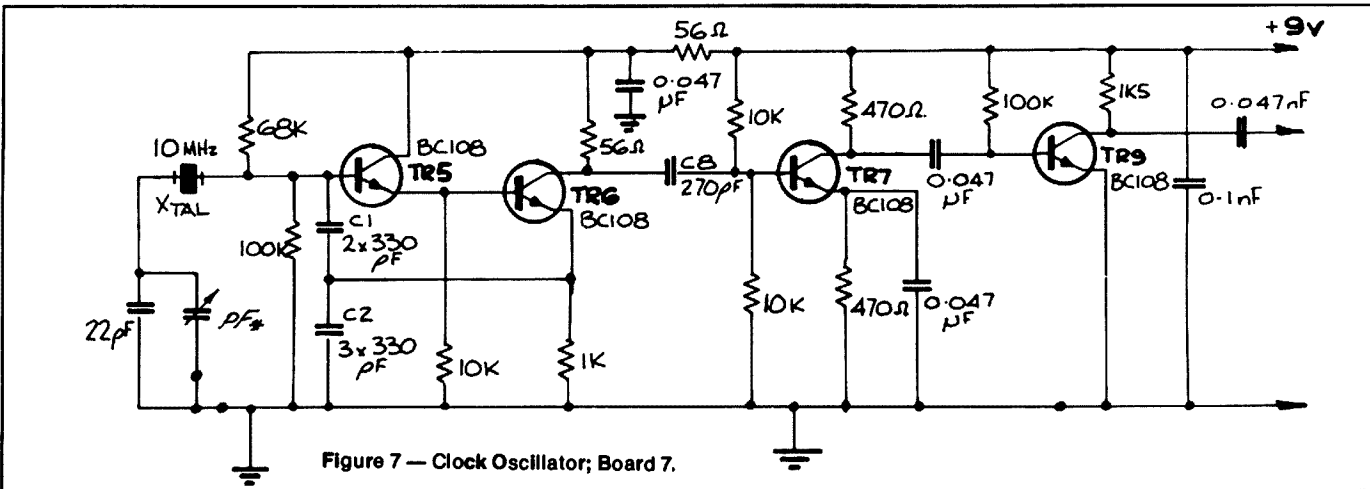 56Ω
+9v
0.047
μF
68K
10K
470Ω
100K
1K5
0.047nF
10MHz
XTAL
BC108
TR5
56Ω
TR6
BC108
C8
270pF
TR7
BC108
0.047
μF
TR9
BC108
0.1nF
100K
C1
2x330
pF
22pF
PF*
C2
3x330
pF
10K
1K
10K
470Ω
0.047
μF
Figure 7 — Clock Oscillator; Board 7.